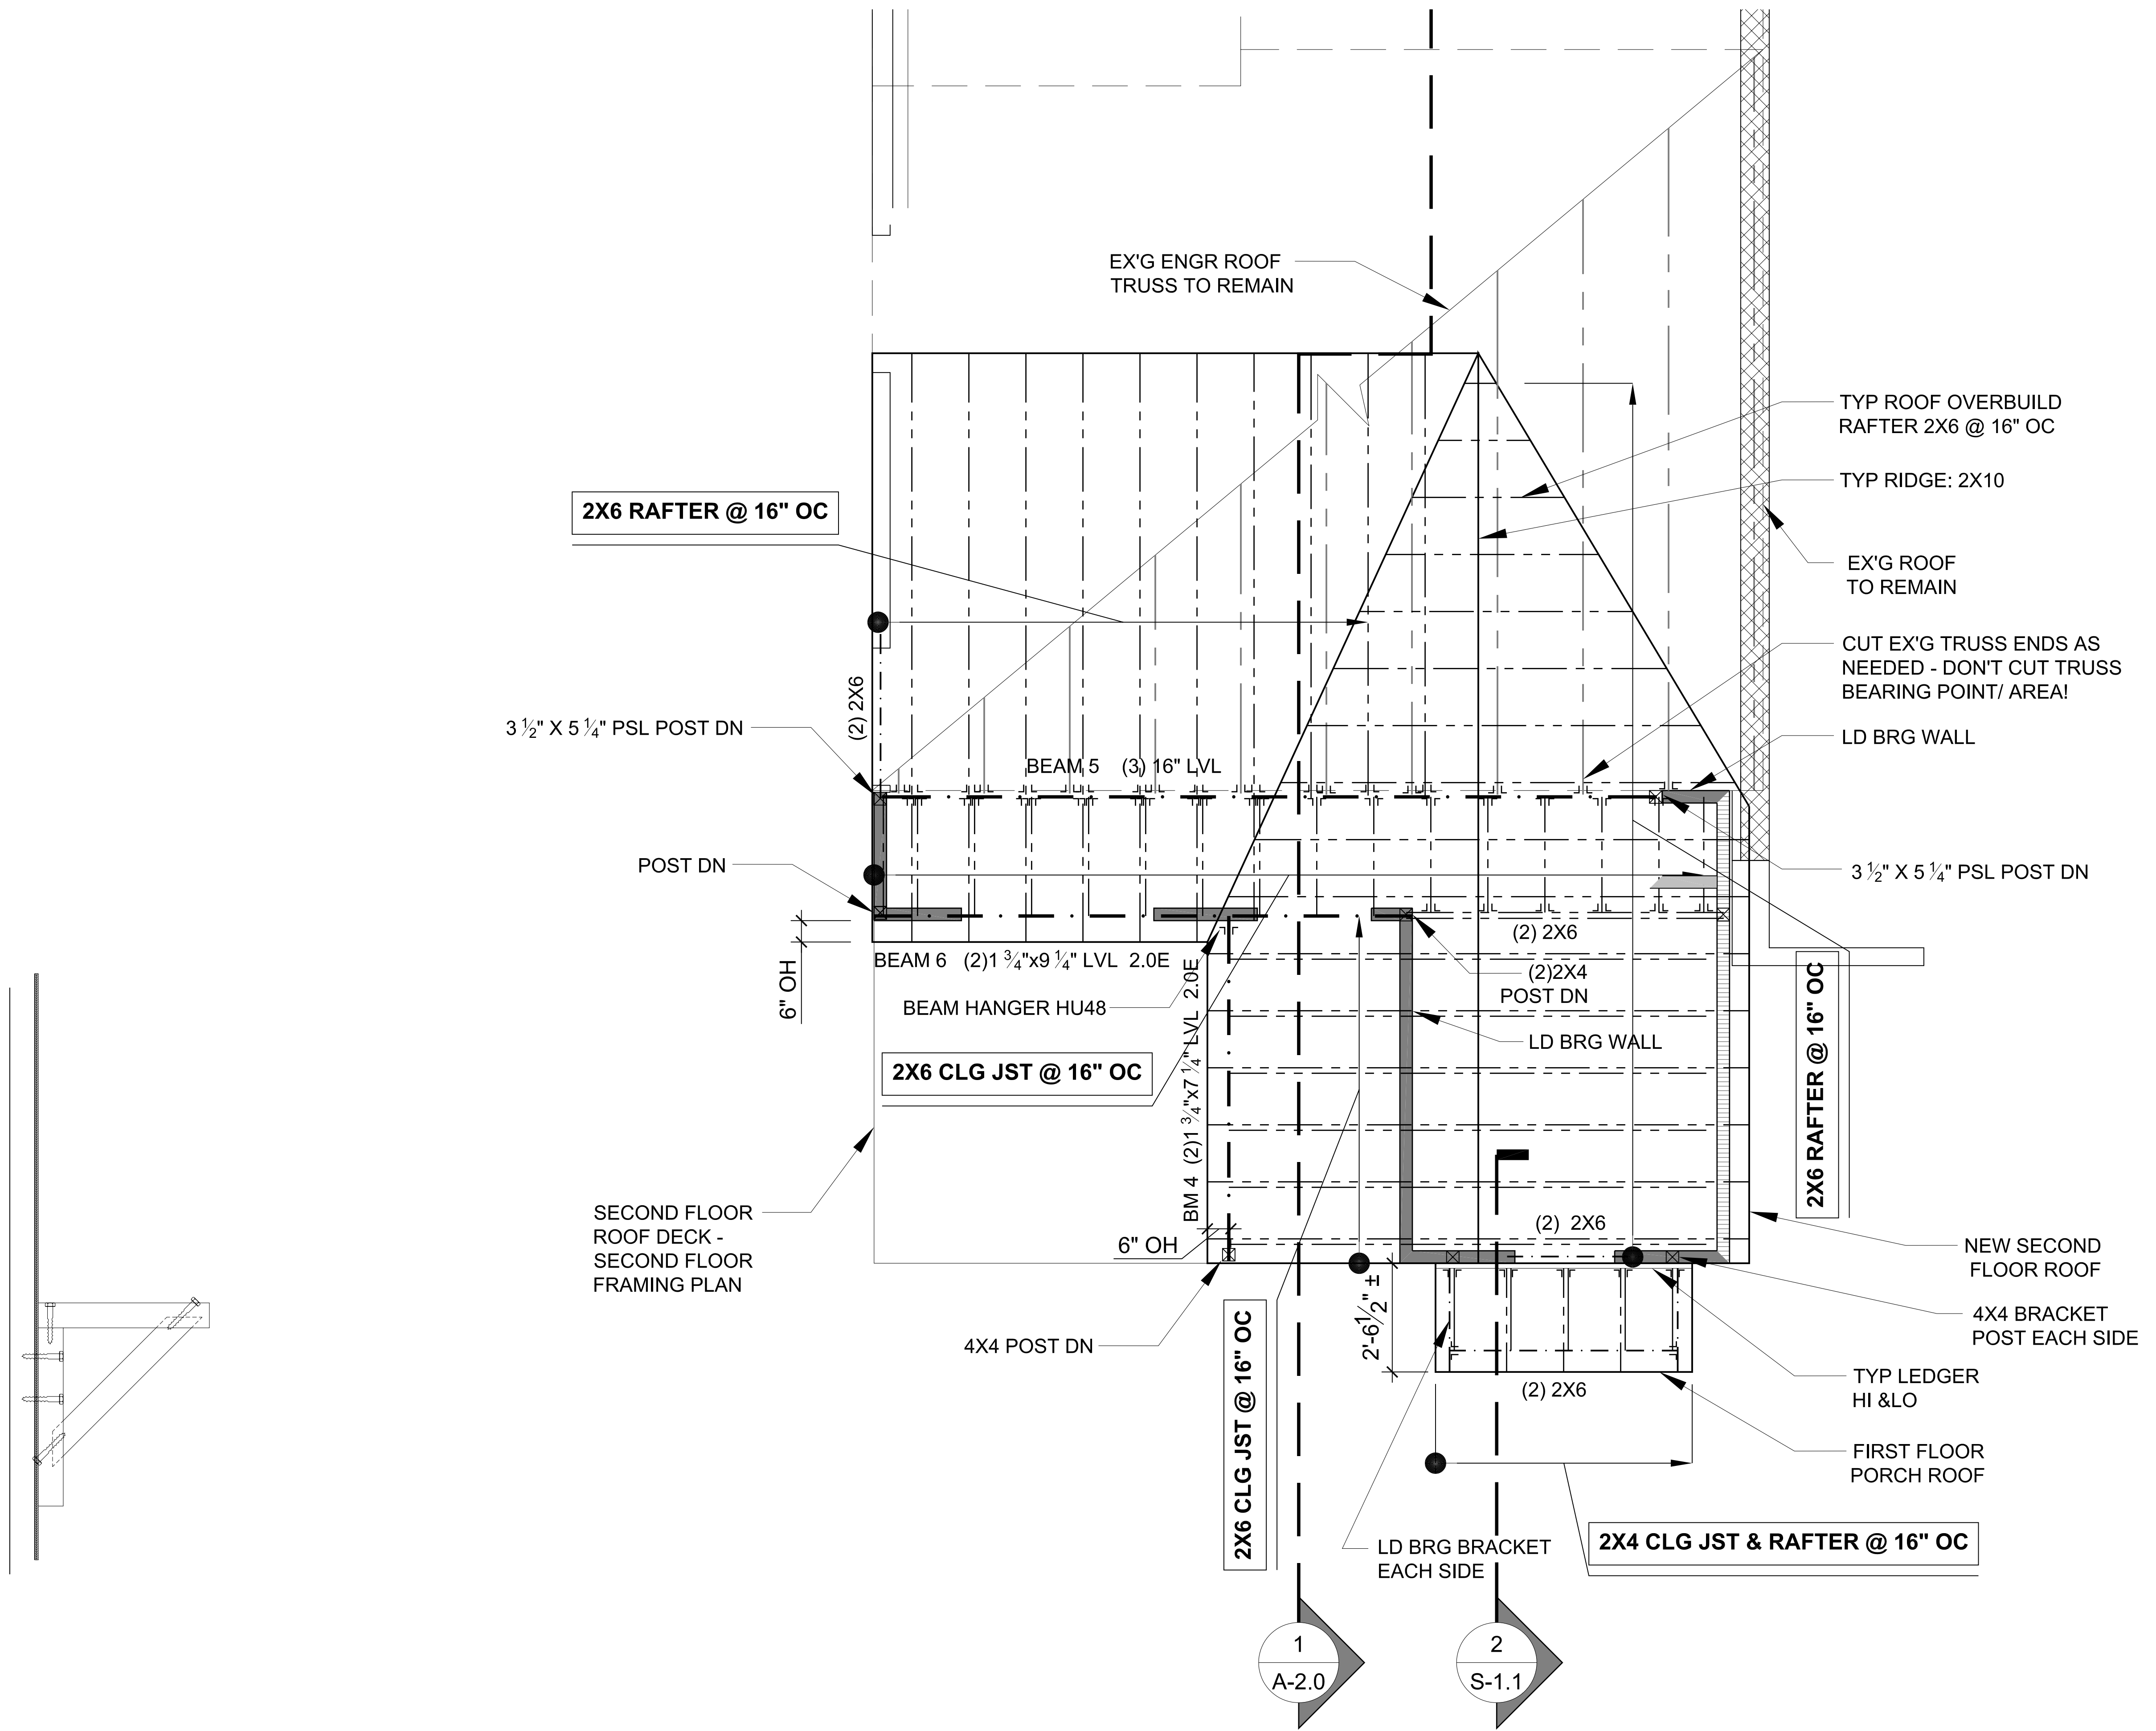 EX'G ENGR ROOF
TRUSS TO REMAIN
TYP ROOF OVERBUILD
RAFTER 2X6 @ 16" OC
TYP RIDGE: 2X10
2X6 RAFTER @ 16" OC
EX'G ROOF
TO REMAIN
CUT EX'G TRUSS ENDS AS
NEEDED - DON'T CUT TRUSS
BEARING POINT/ AREA!
(2) 2X6
3 ½" X 5 ¼" PSL POST DN
LD BRG WALL
BEAM 5 (3) 16" LVL
POST DN
3 ½" X 5 ¼" PSL POST DN
(2) 2X6
6" OH
BEAM 6 (2)1 ¾"x9 ¼" LVL 2.0E
(2)2X4
POST DN
BEAM HANGER HU48
LD BRG WALL
2X6 CLG JST @ 16" OC
BM 4 (2)1 ¾"x7 ¼" LVL 2.0E
2X6 RAFTER @ 16" OC
SECOND FLOOR
ROOF DECK -
SECOND FLOOR
FRAMING PLAN
(2) 2X6
6" OH
NEW SECOND
FLOOR ROOF
4X4 POST DN
2'-6½" ±
4X4 BRACKET
POST EACH SIDE
2X6 CLG JST @ 16" OC
(2) 2X6
TYP LEDGER
HI &LO
FIRST FLOOR
PORCH ROOF
LD BRG BRACKET
EACH SIDE
2X4 CLG JST & RAFTER @ 16" OC
1
A-2.0
2
S-1.1